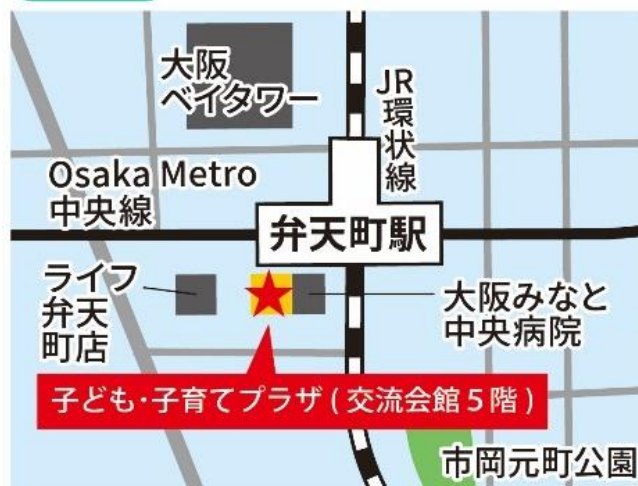 大阪
ベイタワー
JR環状線
Osaka Metro
中央線
弁天町駅
ライフ
弁天
町店
大阪みなと
中央病院
子ども・子育てプラザ(交流会館5階)
市岡元町公園